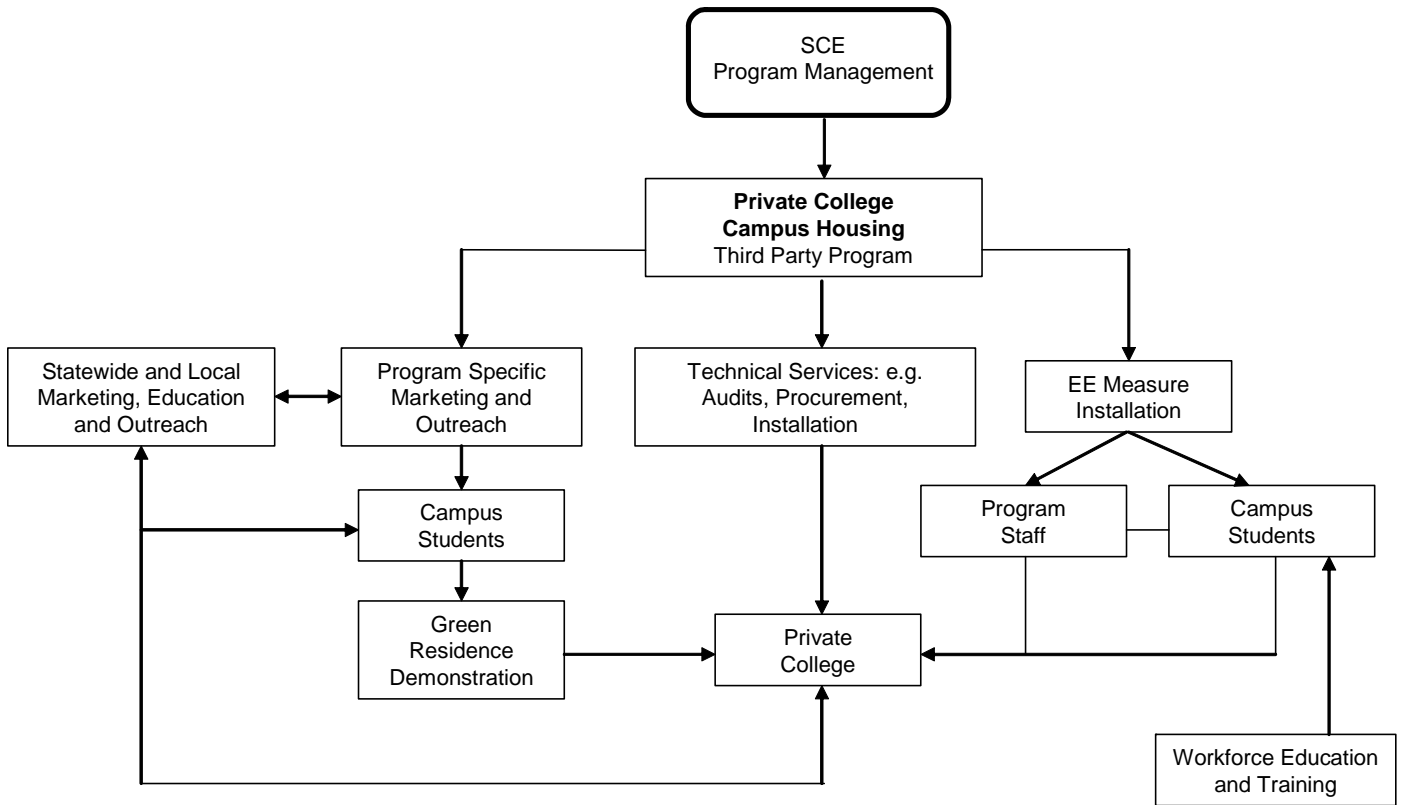 SCE
Program Management
Private College
Campus Housing
Third Party Program
Statewide and Local
Marketing, Education
and Outreach
Program Specific
Marketing and
Outreach
Technical Services: e.g.
Audits, Procurement,
Installation
EE Measure
Installation
Campus
Students
Program
Staff
Campus
Students
Green
Residence
Demonstration
Private
College
Workforce Education
and Training